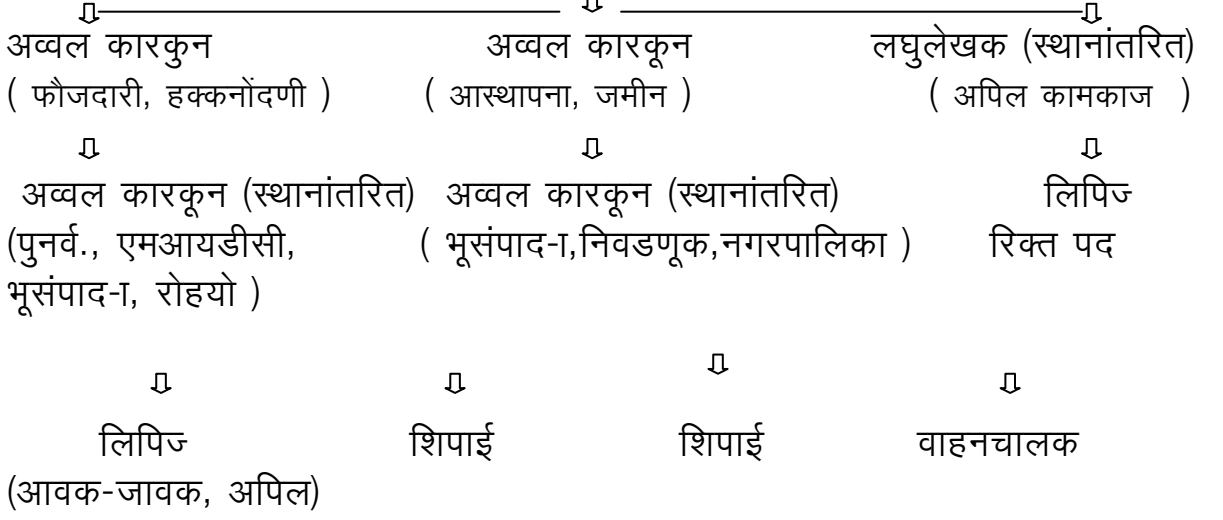 अव्वल कारकुन अव्वल कारकून लघुलेखक (स्थानांतरित)
( फौजदारी, हक्कनोंदणी ) ( आस्थापना, जमीन ) ( अपिल कामकाज )
अव्वल कारकून (स्थानांतरित) अव्वल कारकून (स्थानांतरित) लिपिज्
(पुनर्व., एमआयडीसी, ( भूसंपाद-ा,निवडणूक,नगरपालिका ) रिक्त पद
भूसंपाद-ा, रोहयो )
लिपिज् शिपाई शिपाई वाहनचालक
(आवक-जावक, अपिल)